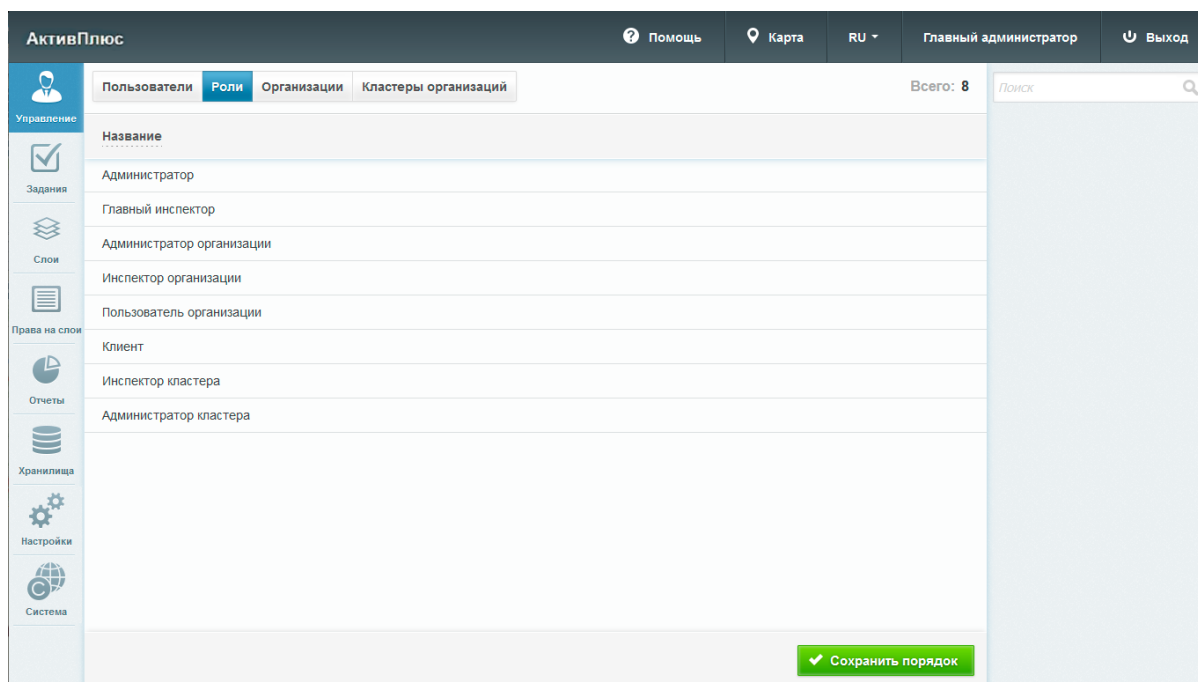 АктивПлюс
Помощь
Карта
RU
Главный администратор
Выход
Управление
Задания
Слои
Права на слои
Отчеты
Хранилища
Настройки
Система
Пользователи
Роли
Организации
Кластеры организаций
Всего: 8
Поиск
Название
Администратор
Главный инспектор
Администратор организации
Инспектор организации
Пользователь организации
Клиент
Инспектор кластера
Администратор кластера
Сохранить порядок